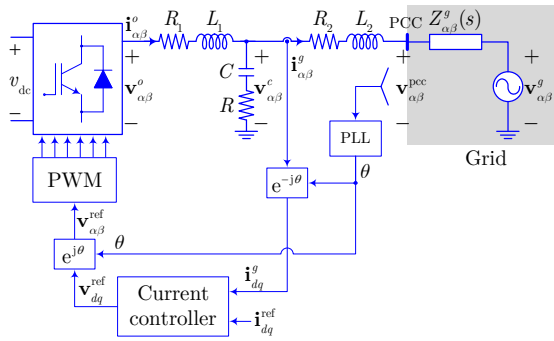 i^o_αβ R_1 L_1 R_2 L_2 PCC Z^g_αβ(s)
+ + + + +
v_dc v^o_αβ C R v^c_αβ i^g_αβ v^pcc_αβ v^g_αβ
− − − − −
PLL
Grid
PWM e^−jθ θ
v^ref_αβ
e^jθ θ
v^ref_dq i^g_dq
Current
controller
i^ref_dq